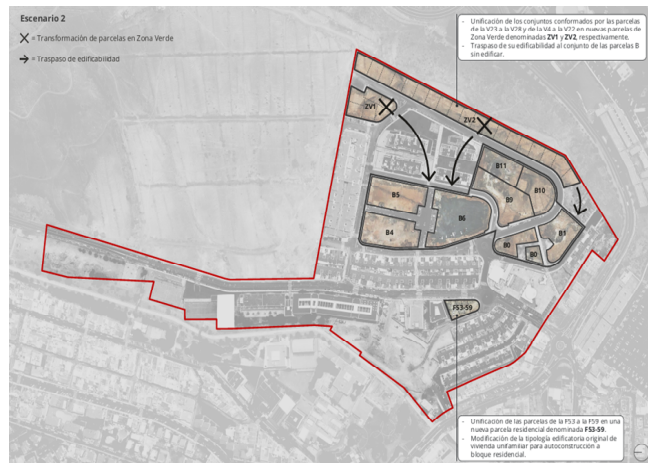 Escenario 2
= Transformación de parcelas en Zona Verde
= Traspaso de edificabilidad
- Unificación de los conjuntos conformados por las parcelas
de la V23 a la V28 y de la V4 a la V22 en nuevas parcelas de
Zona Verde denominadas ZV1 y ZV2, respectivamente.
- Traspaso de su edificabilidad al conjunto de las parcelas B
sin edificar.
ZV1
ZV2
B11
B10
B5
B9
B6
B4
B1
B0
B0
F53-59
- Unificación de las parcelas de la F53 a la F59 en una
nueva parcela residencial denominada F53-59.
- Modificación de la tipología edificatoria original de
vivienda unifamiliar para autoconstrucción a
bloque residencial.